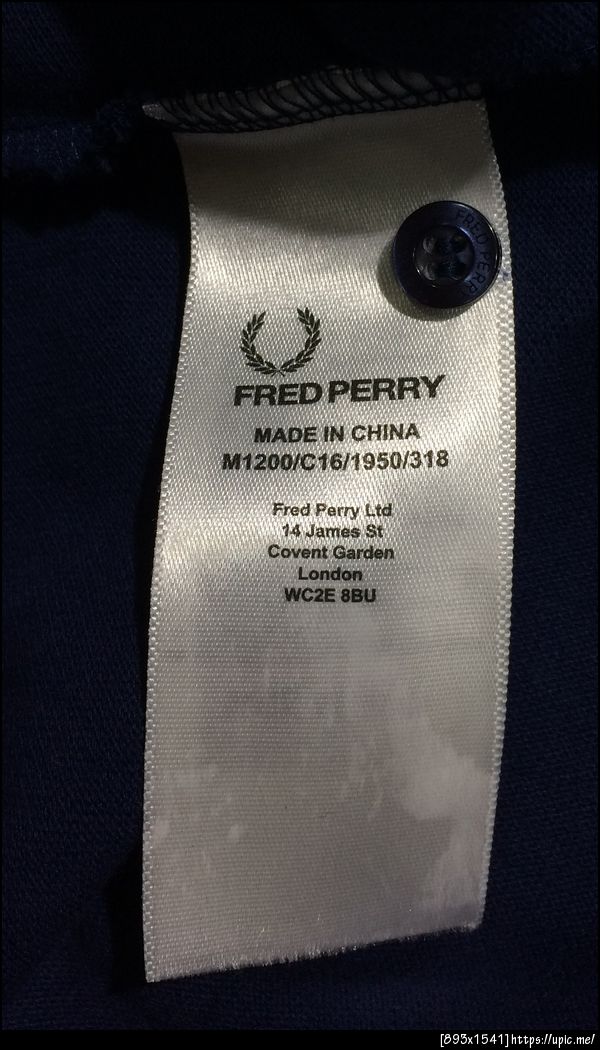 FRED PERRY
FRED PERRY
MADE IN CHINA
M1200/C16/1950/318
Fred Perry Ltd
14 James St
Covent Garden
London
WC2E 8BU
[893x1541]https://upic.me/